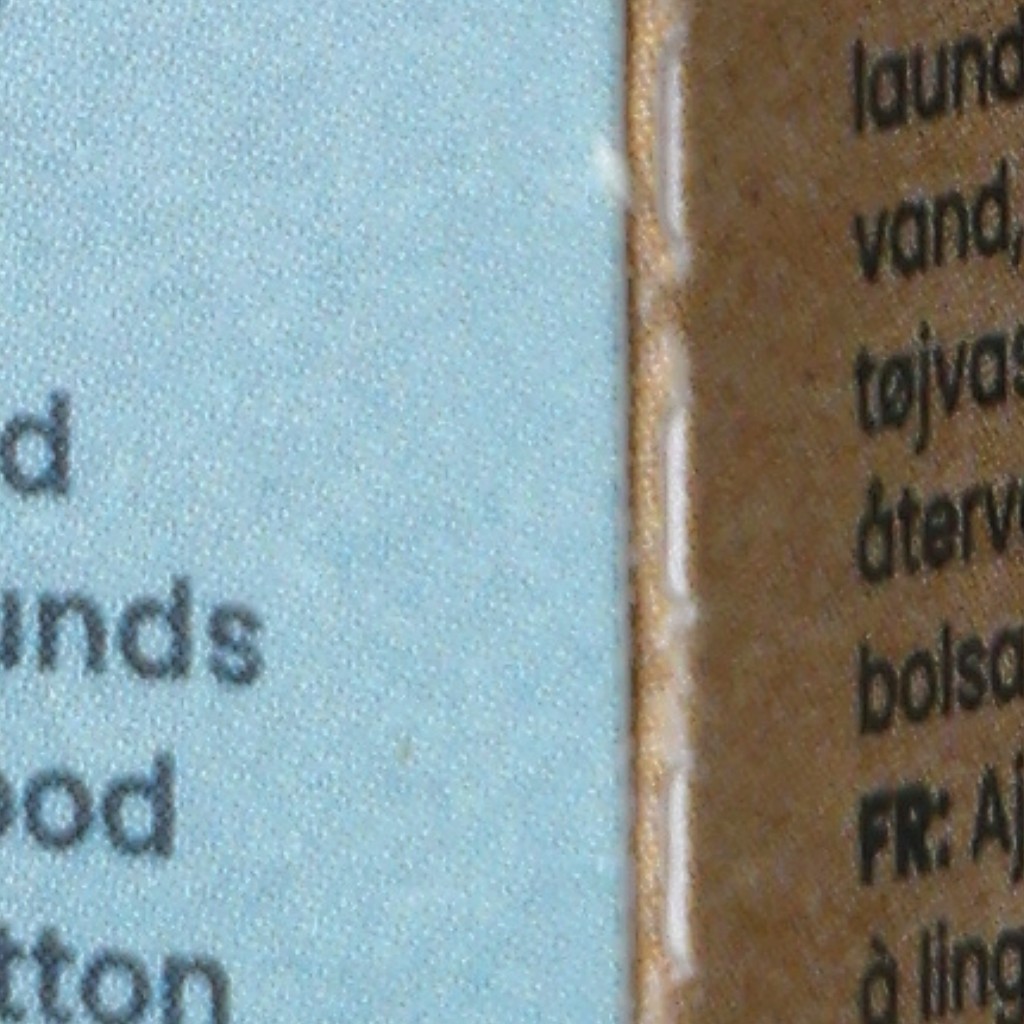 d
unds
ood
tton
laund
vand,
tøjvas
återv
bolsa
FR: Aj
à ling